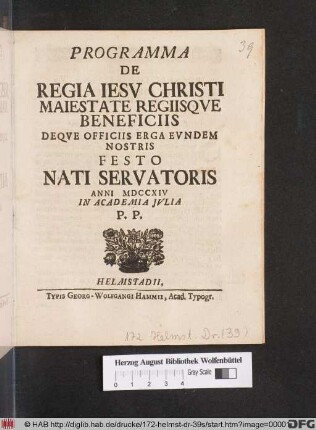 39
PROGRAMMA
DE
REGIA IESV CHRISTI
MAIESTATE REGIISQVE
BENEFICIIS
DEQVE OFFICIIS ERGA EVNDEM
NOSTRIS
FESTO
NATI SERVATORIS
ANNI MDCCXIV
IN ACADEMIA JVLIA
P. P.
HELMSTADII,
TYPIS GEORG-WOLFGANGI HAMMII, Acad. Typogr.
172 Helmst. Dr. (39)
Herzog August Bibliothek Wolfenbüttel
0 1 2 3 4
Grey Scale
© HAB http://diglib.hab.de/drucke/172-helmst-dr-39s/start.htm?image=00001
DFG